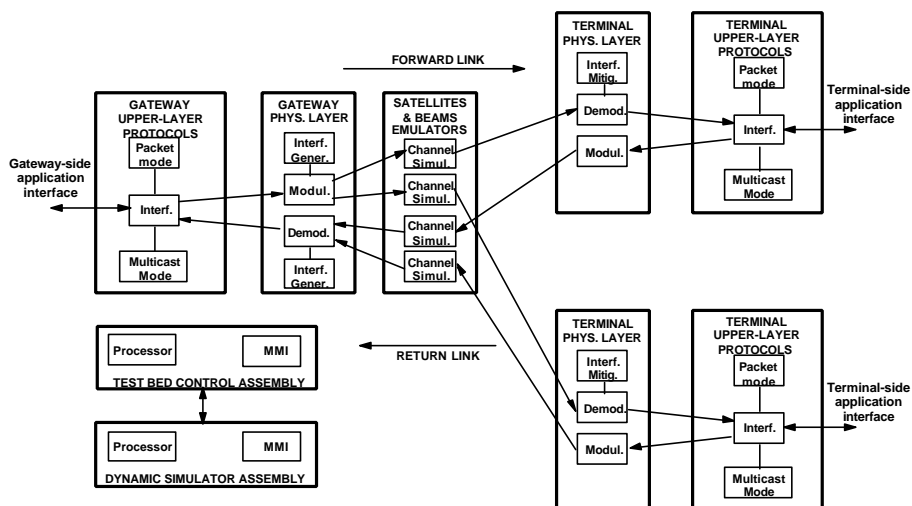 TERMINAL
PHYS. LAYER
Interf.
Mitig.
Demod.
Modul.
TERMINAL
UPPER-LAYER
PROTOCOLS
Packet
mode
Interf.
Multicast
Mode
Terminal-side
application
interface
FORWARD LINK
GATEWAY
UPPER-LAYER
PROTOCOLS
Packet
mode
Interf.
Multicast
Mode
Gateway-side
application
interface
GATEWAY
PHYS. LAYER
Interf.
Gener.
Modul.
Demod.
Interf.
Gener.
SATELLITES
& BEAMS
EMULATORS
Channel
Simul.
Channel
Simul.
Channel
Simul.
Channel
Simul.
RETURN LINK
Processor
MMI
TEST BED CONTROL ASSEMBLY
Processor
MMI
DYNAMIC SIMULATOR ASSEMBLY
TERMINAL
PHYS. LAYER
Interf.
Mitig.
Demod.
Modul.
TERMINAL
UPPER-LAYER
PROTOCOLS
Packet
mode
Interf.
Multicast
Mode
Terminal-side
application
interface